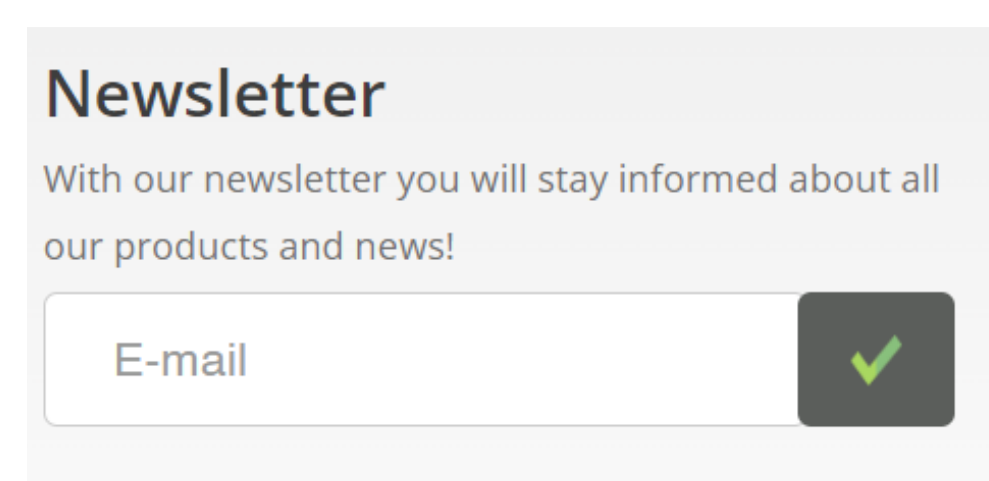 Newsletter
With our newsletter you will stay informed about all
our products and news!
E-mail